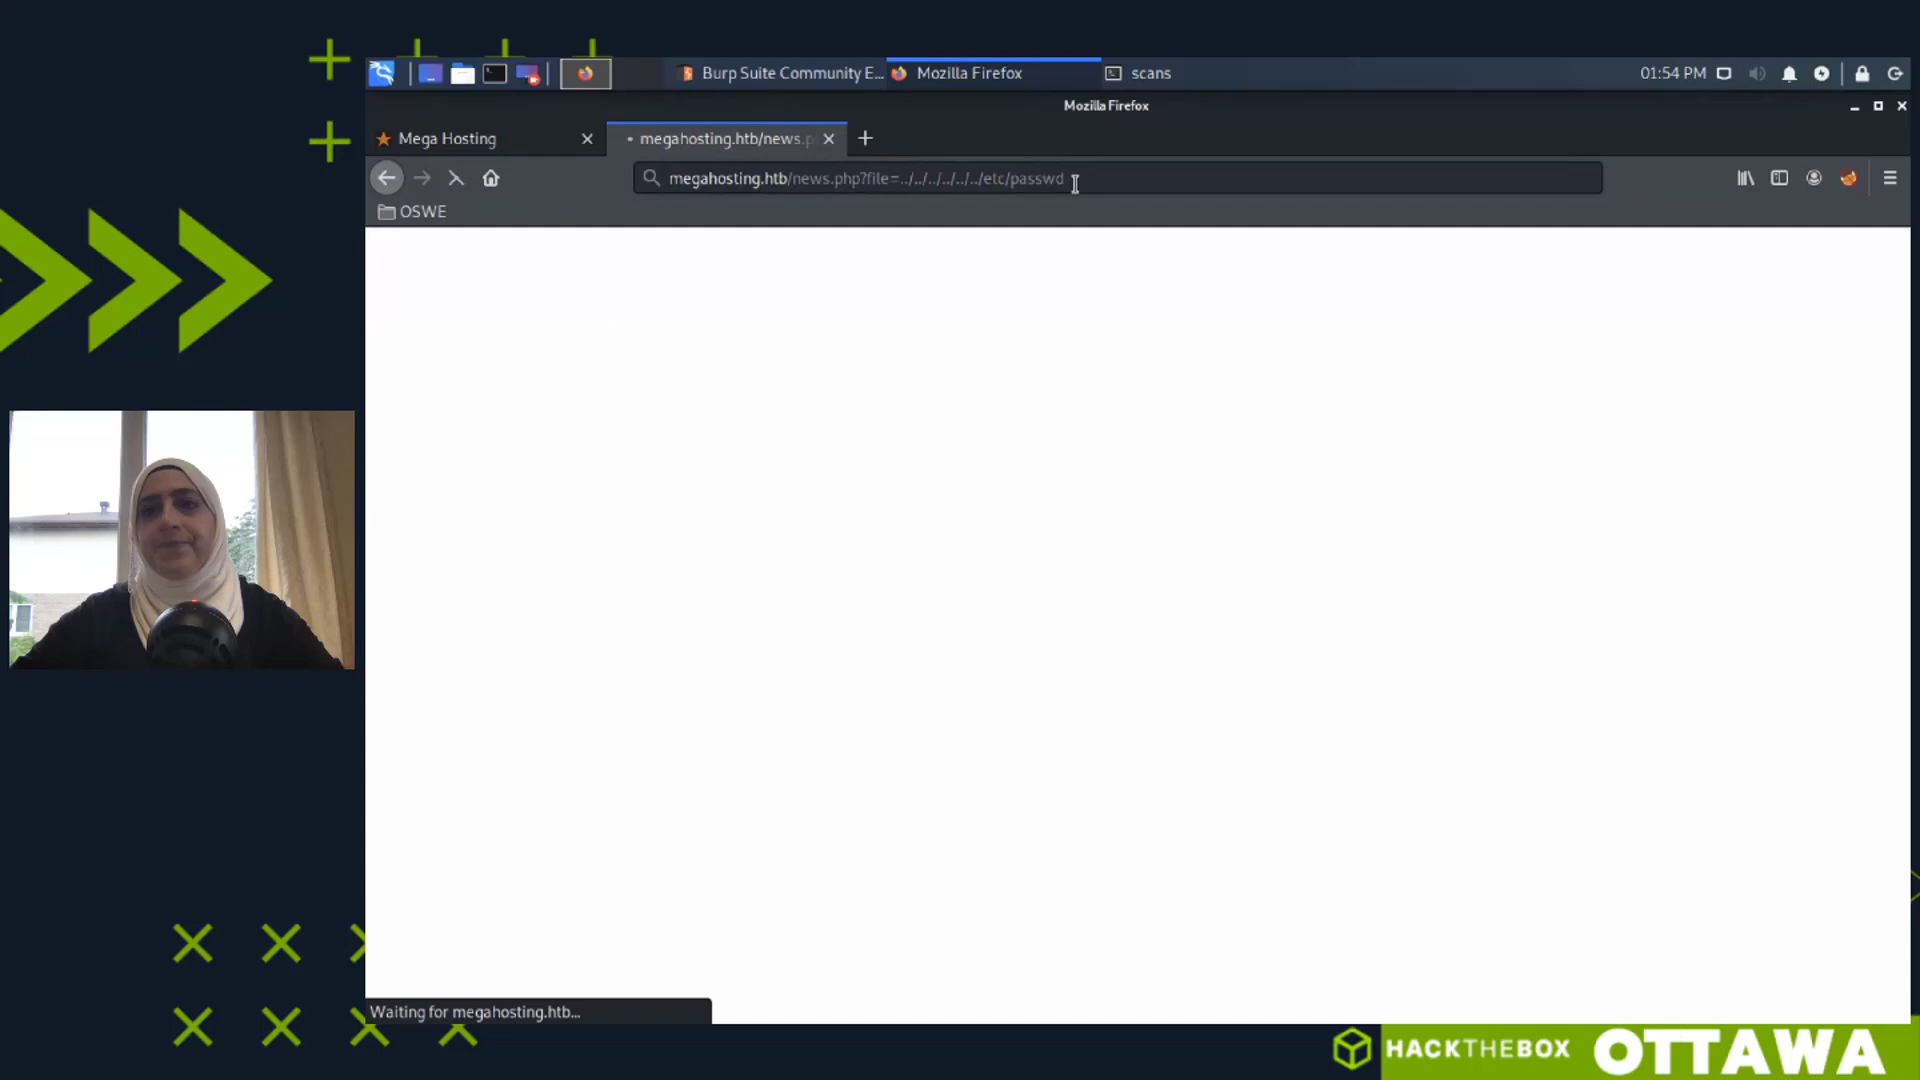 Burp Suite Community E...
Mozilla Firefox
scans
01:54 PM
Mozilla Firefox
Mega Hosting
megahosting.htb/news.p
megahosting.htb/news.php?file=../../../../../../etc/passwd
OSWE
Waiting for megahosting.htb...
HACKTHEBOX OTTAWA